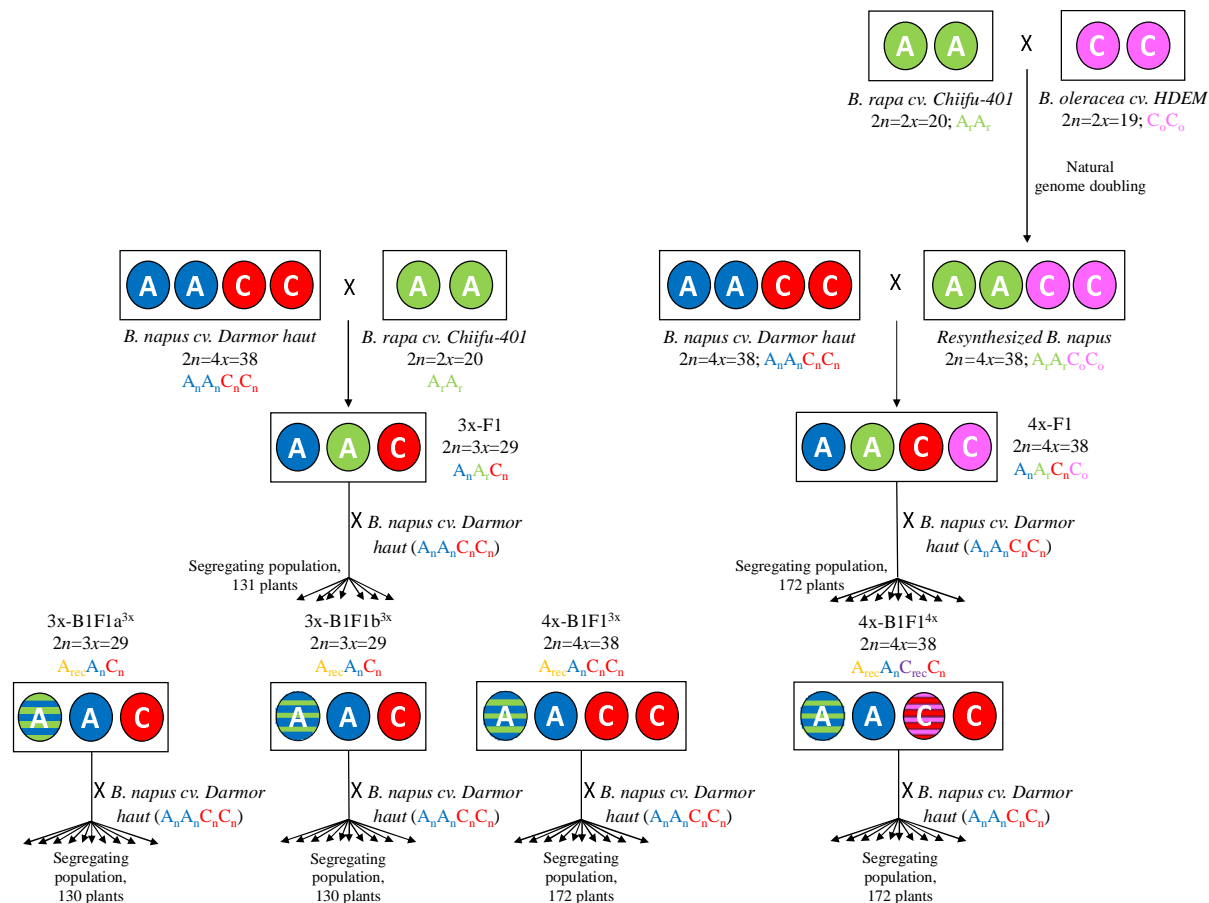 A A
X
C C
B. rapa cv. Chiifu-401
2n=2x=20; AᵣAᵣ
B. oleracea cv. HDEM
2n=2x=19; CₒCₒ
Natural
genome doubling
A A C C
X
A A
B. napus cv. Darmor haut
2n=4x=38
AₙAₙCₙCₙ
B. rapa cv. Chiifu-401
2n=2x=20
AᵣAᵣ
A A C C
X
A A C C
B. napus cv. Darmor haut
2n=4x=38; AₙAₙCₙCₙ
Resynthesized B. napus
2n=4x=38; AᵣAᵣCₒCₒ
A A C
3x-F1
2n=3x=29
AₙAᵣCₙ
A A C C
4x-F1
2n=4x=38
AₙAᵣCₙCₒ
X B. napus cv. Darmor
haut (AₙAₙCₙCₙ)
X B. napus cv. Darmor
haut (AₙAₙCₙCₙ)
Segregating population,
131 plants
Segregating population,
172 plants
3x-B1F1a³ˣ
2n=3x=29
A_recAₙCₙ
3x-B1F1b³ˣ
2n=3x=29
A_recAₙCₙ
4x-B1F1³ˣ
2n=4x=38
A_recAₙCₙCₙ
4x-B1F1⁴ˣ
2n=4x=38
A_recAₙC_recCₙ
A A C
A A C
A A C C
A A C C
X B. napus cv. Darmor
haut (AₙAₙCₙCₙ)
X B. napus cv. Darmor
haut (AₙAₙCₙCₙ)
X B. napus cv. Darmor
haut (AₙAₙCₙCₙ)
X B. napus cv. Darmor
haut (AₙAₙCₙCₙ)
Segregating
population,
130 plants
Segregating
population,
130 plants
Segregating
population,
172 plants
Segregating
population,
172 plants